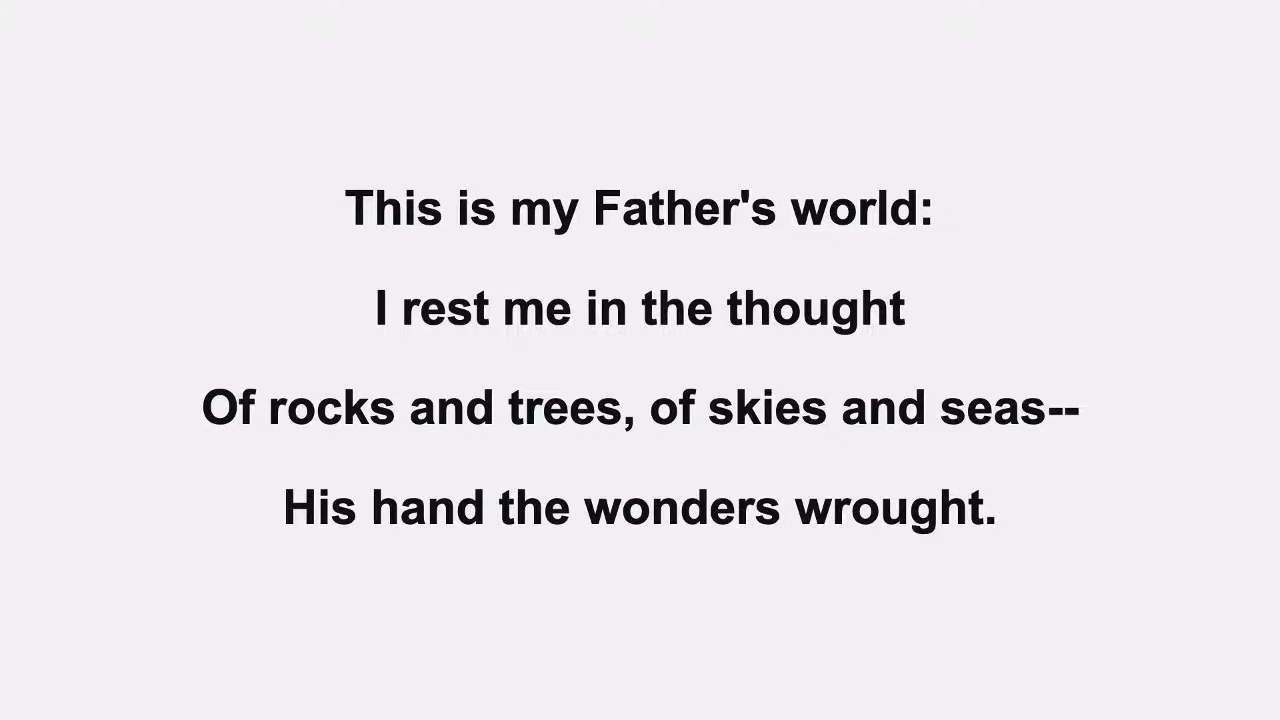 This is my Father's world:
I rest me in the thought
Of rocks and trees, of skies and seas--
His hand the wonders wrought.